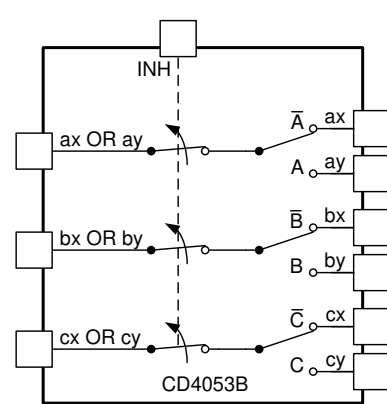 INH
ax OR ay
A̅ ax
A ay
bx OR by
B̅ bx
B by
cx OR cy
C̅ cx
C cy
CD4053B